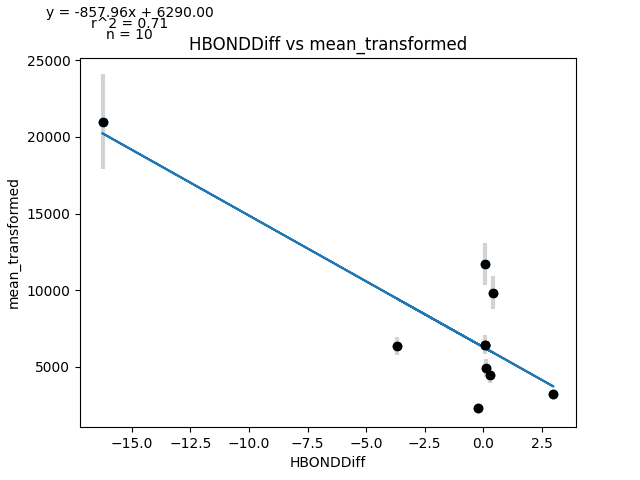 y = -857.96x + 6290.00
r^2 = 0.71
n = 10
HBONDDiff vs mean_transformed
25000
20000
15000
10000
5000
mean_transformed
−15.0 −12.5 −10.0 −7.5 −5.0 −2.5 0.0 2.5
HBONDDiff